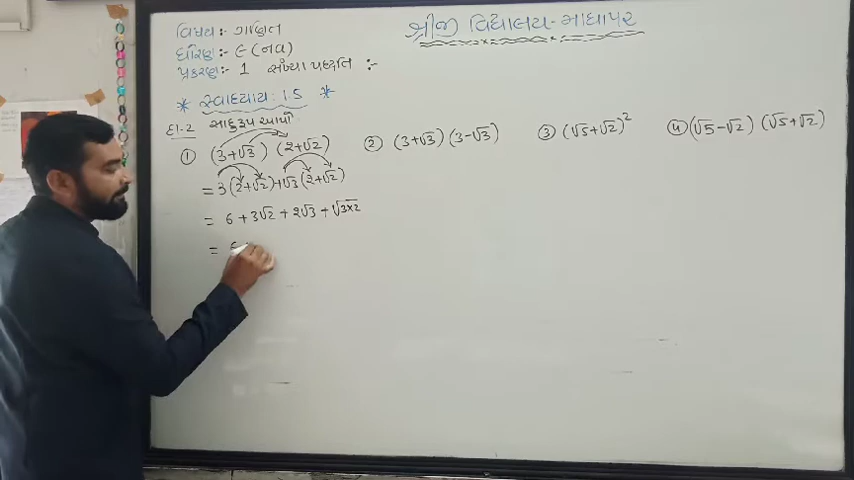 શ્રીજી વિદ્યાલય-માધાપર
વિષય :- ગણિત
ધોરણ :- ૯ (નવ)
પ્રકરણ :- 1 સંખ્યા પદ્ધતિ :-
* સ્વાધ્યાય : 1.5 *
દા-2 સાદુરૂપ આપો
① (3+√3) (2+√2) ② (3+√3) (3-√3) ③ (√5+√2)² ④ (√5-√2) (√5+√2)
= 3(2+√2)+√3(2+√2)
= 6 + 3√2 + 2√3 + √3×2
= 6